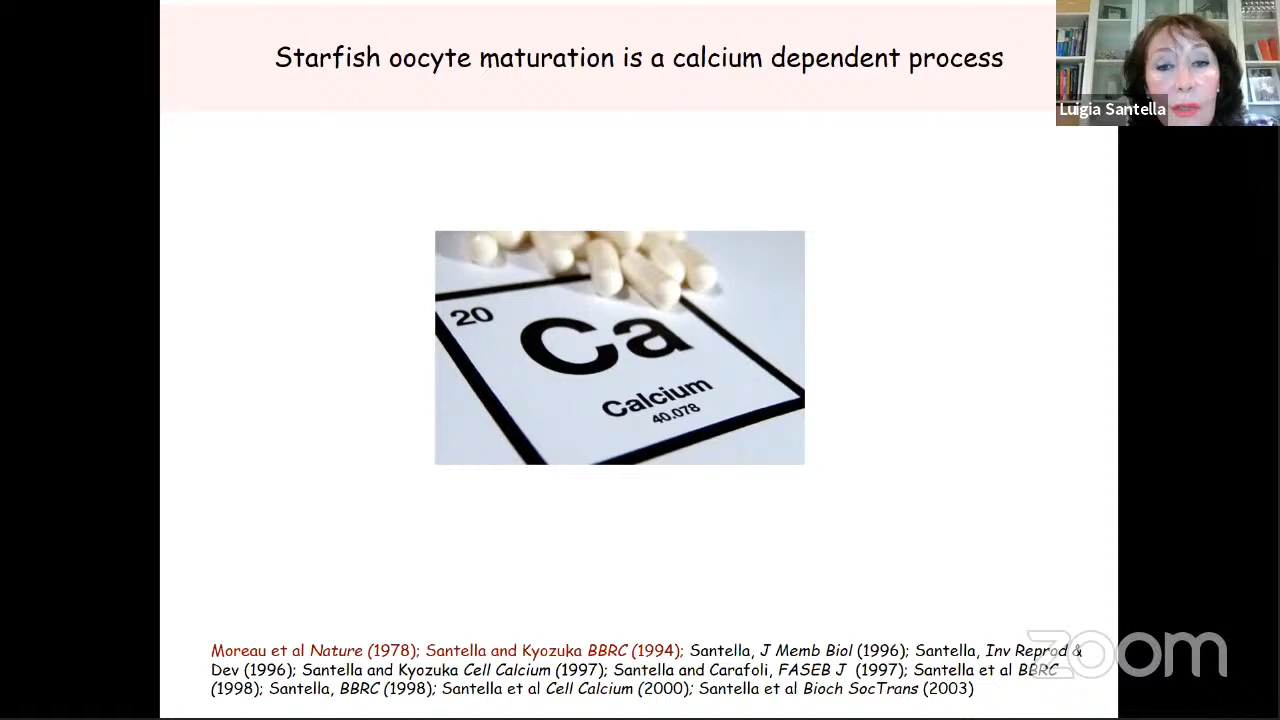 Starfish oocyte maturation is a calcium dependent process
Luigia Santella
20
Ca
Calcium
40.078
Moreau et al Nature (1978); Santella and Kyozuka BBRC (1994); Santella, J Memb Biol (1996); Santella, Inv Reprod &
Dev (1996); Santella and Kyozuka Cell Calcium (1997); Santella and Carafoli, FASEB J (1997); Santella et al BBRC
(1998); Santella, BBRC (1998); Santella et al Cell Calcium (2000); Santella et al Bioch SocTrans (2003)
zoom